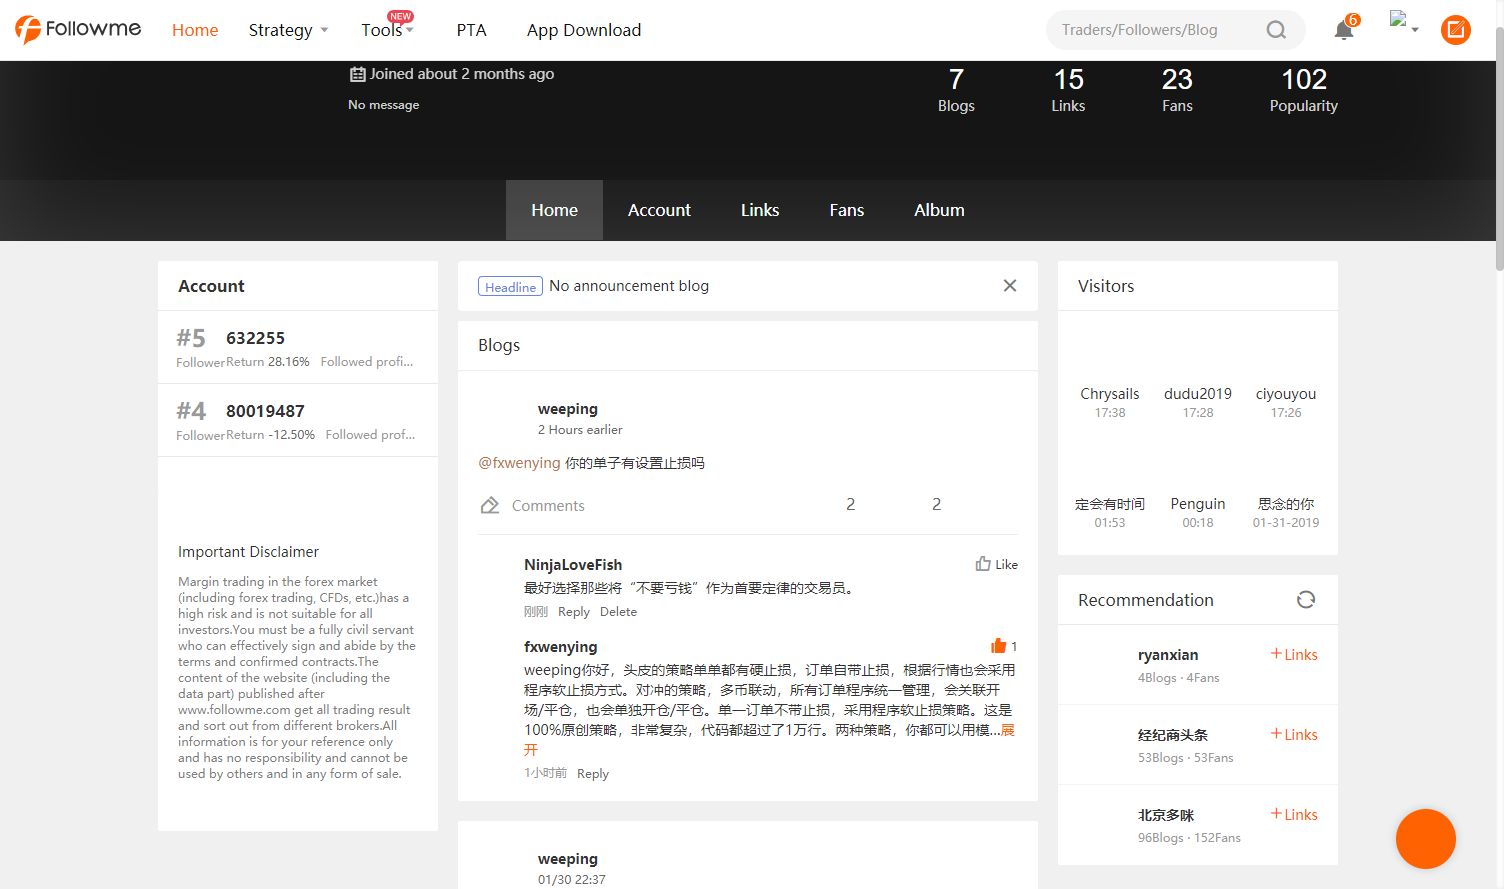 Followme Home Strategy Tools NEW PTA App Download Traders/Followers/Blog 6
Joined about 2 months ago
No message
7 15 23 102
Blogs Links Fans Popularity
Home Account Links Fans Album
Account
#5 632255
Follower Return 28.16% Followed profi...
#4 80019487
Follower Return -12.50% Followed prof...
Important Disclaimer
Margin trading in the forex market
(including forex trading, CFDs, etc.)has a
high risk and is not suitable for all
investors.You must be a fully civil servant
who can effectively sign and abide by the
terms and confirmed contracts.The
content of the website (including the
data part) published after
www.followme.com get all trading result
and sort out from different brokers.All
information is for your reference only
and has no responsibility and cannot be
used by others and in any form of sale.
Headline No announcement blog
Blogs
weeping
2 Hours earlier
@fxwenying 你的单子有设置止损吗
Comments 2 2
NinjaLoveFish Like
最好选择那些将“不要亏钱”作为首要定律的交易员。
刚刚 Reply Delete
fxwenying 1
weeping你好，头皮的策略单单都有硬止损，订单自带止损，根据行情也会采用
程序软止损方式。对冲的策略，多币联动，所有订单程序统一管理，会关联开
场/平仓，也会单独开仓/平仓。单一订单不带止损，采用程序软止损策略。这是
100%原创策略，非常复杂，代码都超过了1万行。两种策略，你都可以用模...展
开
1小时前 Reply
weeping
01/30 22:37
Visitors
Chrysails dudu2019 ciyouyou
17:38 17:28 17:26
定会有时间 Penguin 思念的你
01:53 00:18 01-31-2019
Recommendation
ryanxian +Links
4Blogs · 4Fans
经纪商头条 +Links
53Blogs · 53Fans
北京多咪 +Links
96Blogs · 152Fans